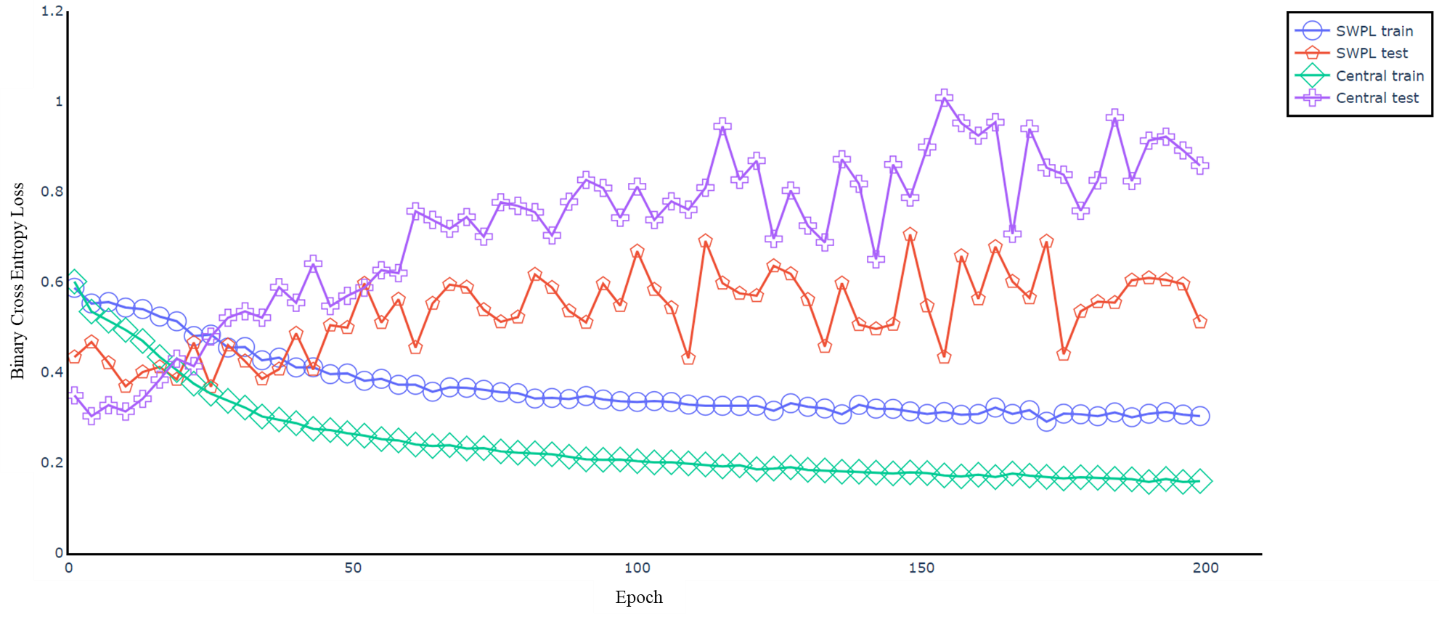 1.2
1
0.8
0.6
0.4
0.2
0
Binary Cross Entropy Loss
0
50
100
150
200
Epoch
SWPL train
SWPL test
Central train
Central test